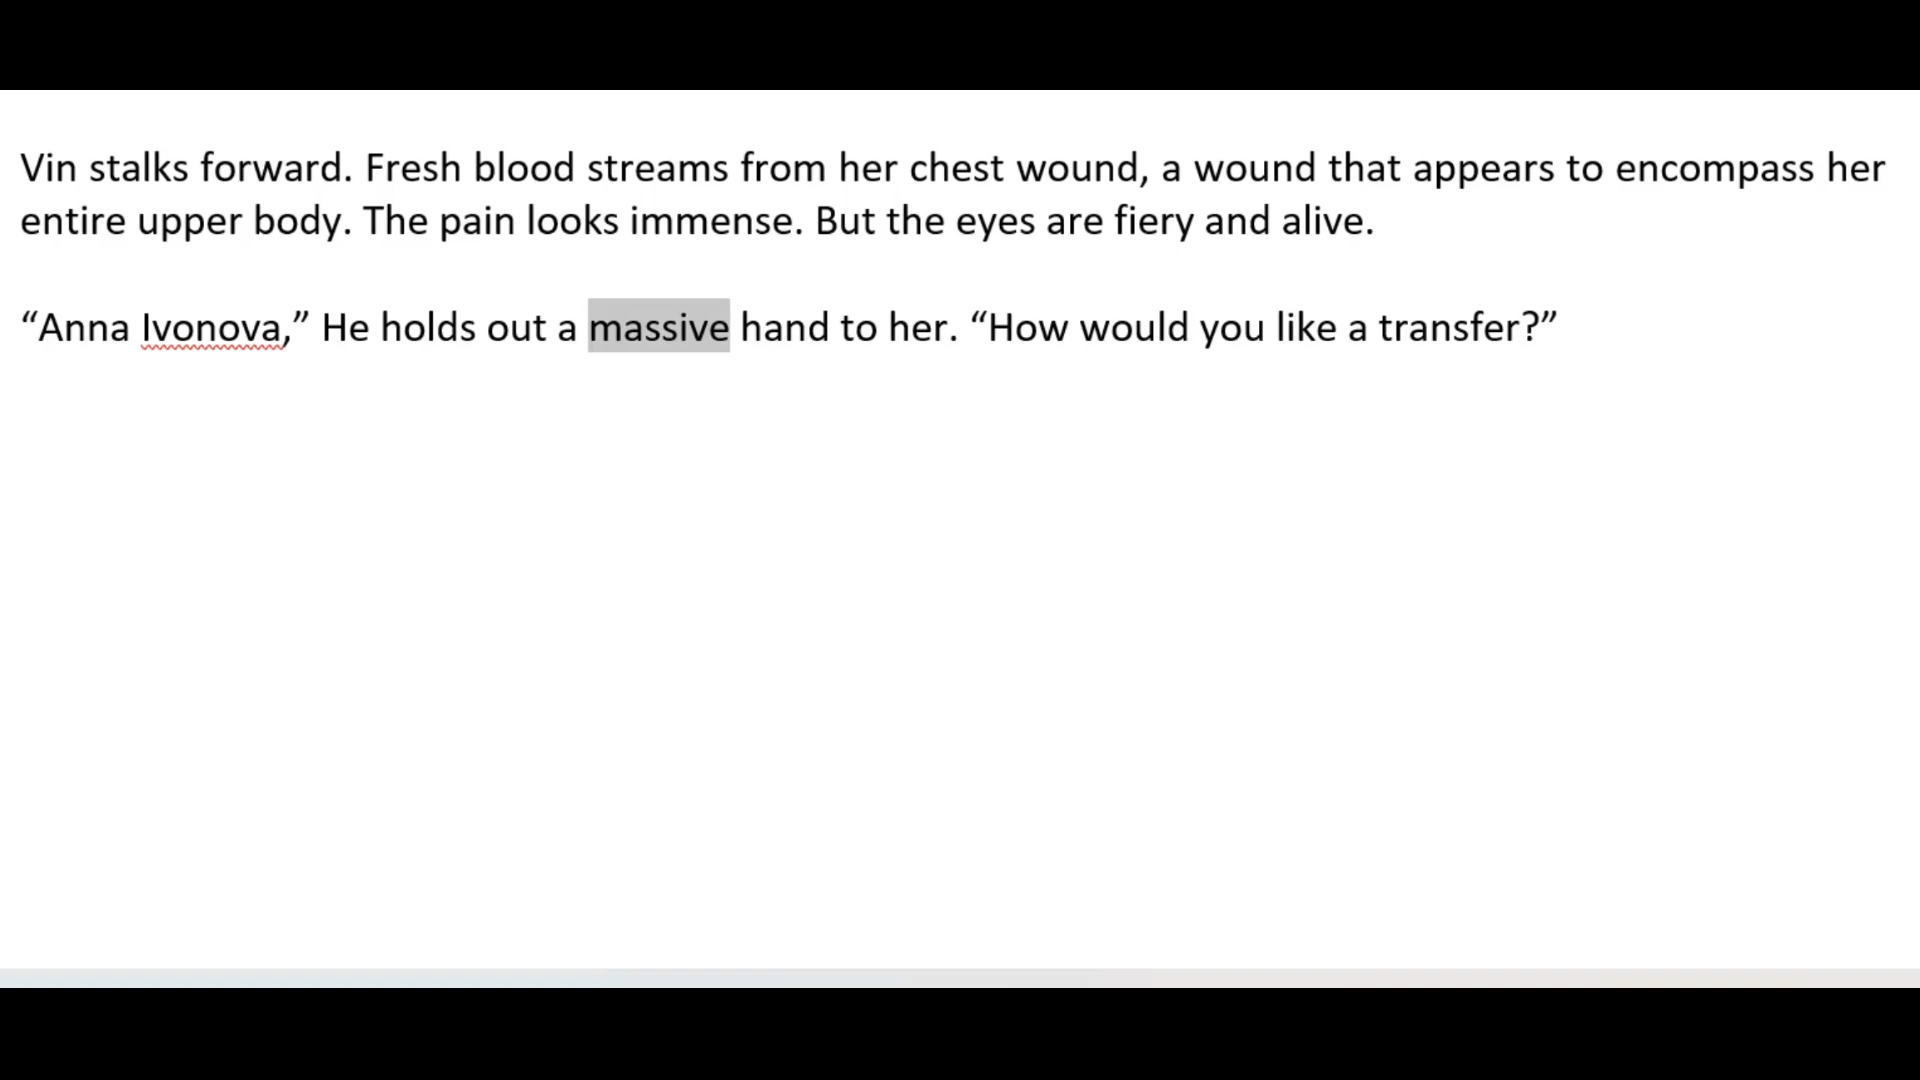 Vin stalks forward. Fresh blood streams from her chest wound, a wound that appears to encompass her
entire upper body. The pain looks immense. But the eyes are fiery and alive.
“Anna Ivonova,” He holds out a massive hand to her. “How would you like a transfer?”